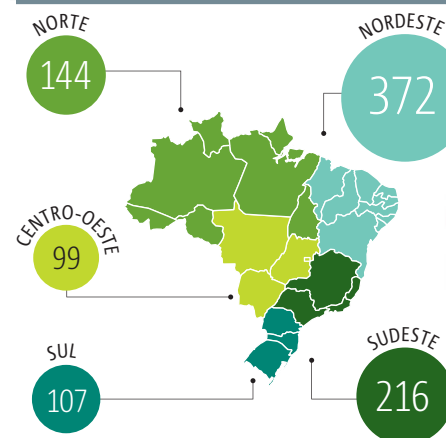 NORTE
144
NORDESTE
372
CENTRO-OESTE
99
SUL
107
SUDESTE
216